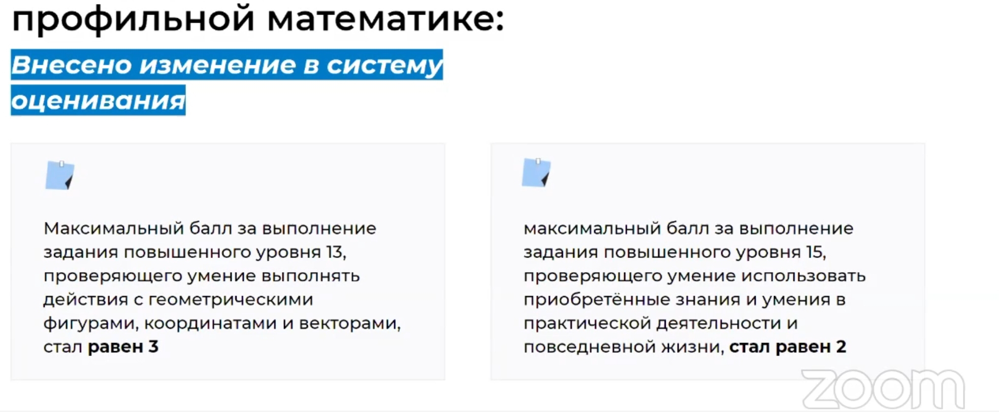 профильной математике:
Внесено изменение в систему
оценивания
Максимальный балл за выполнение
задания повышенного уровня 13,
проверяющего умение выполнять
действия с геометрическими
фигурами, координатами и векторами,
стал равен 3
максимальный балл за выполнение
задания повышенного уровня 15,
проверяющего умение использовать
приобретённые знания и умения в
практической деятельности и
повседневной жизни, стал равен 2
zoom